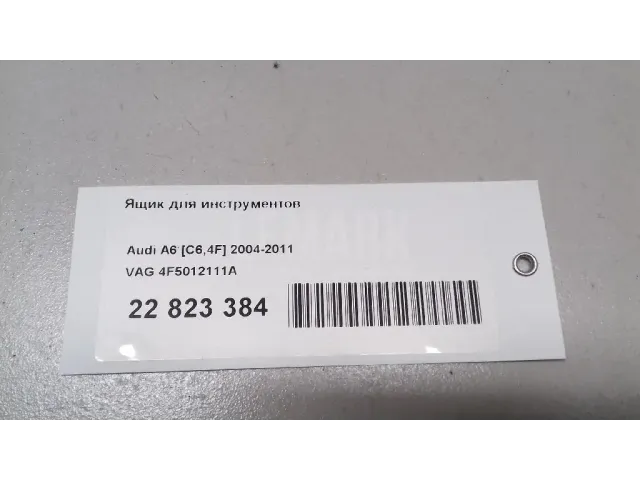 Ящик для инструментов
Audi A6 [C6,4F] 2004-2011
VAG 4F5012111A
22 823 384